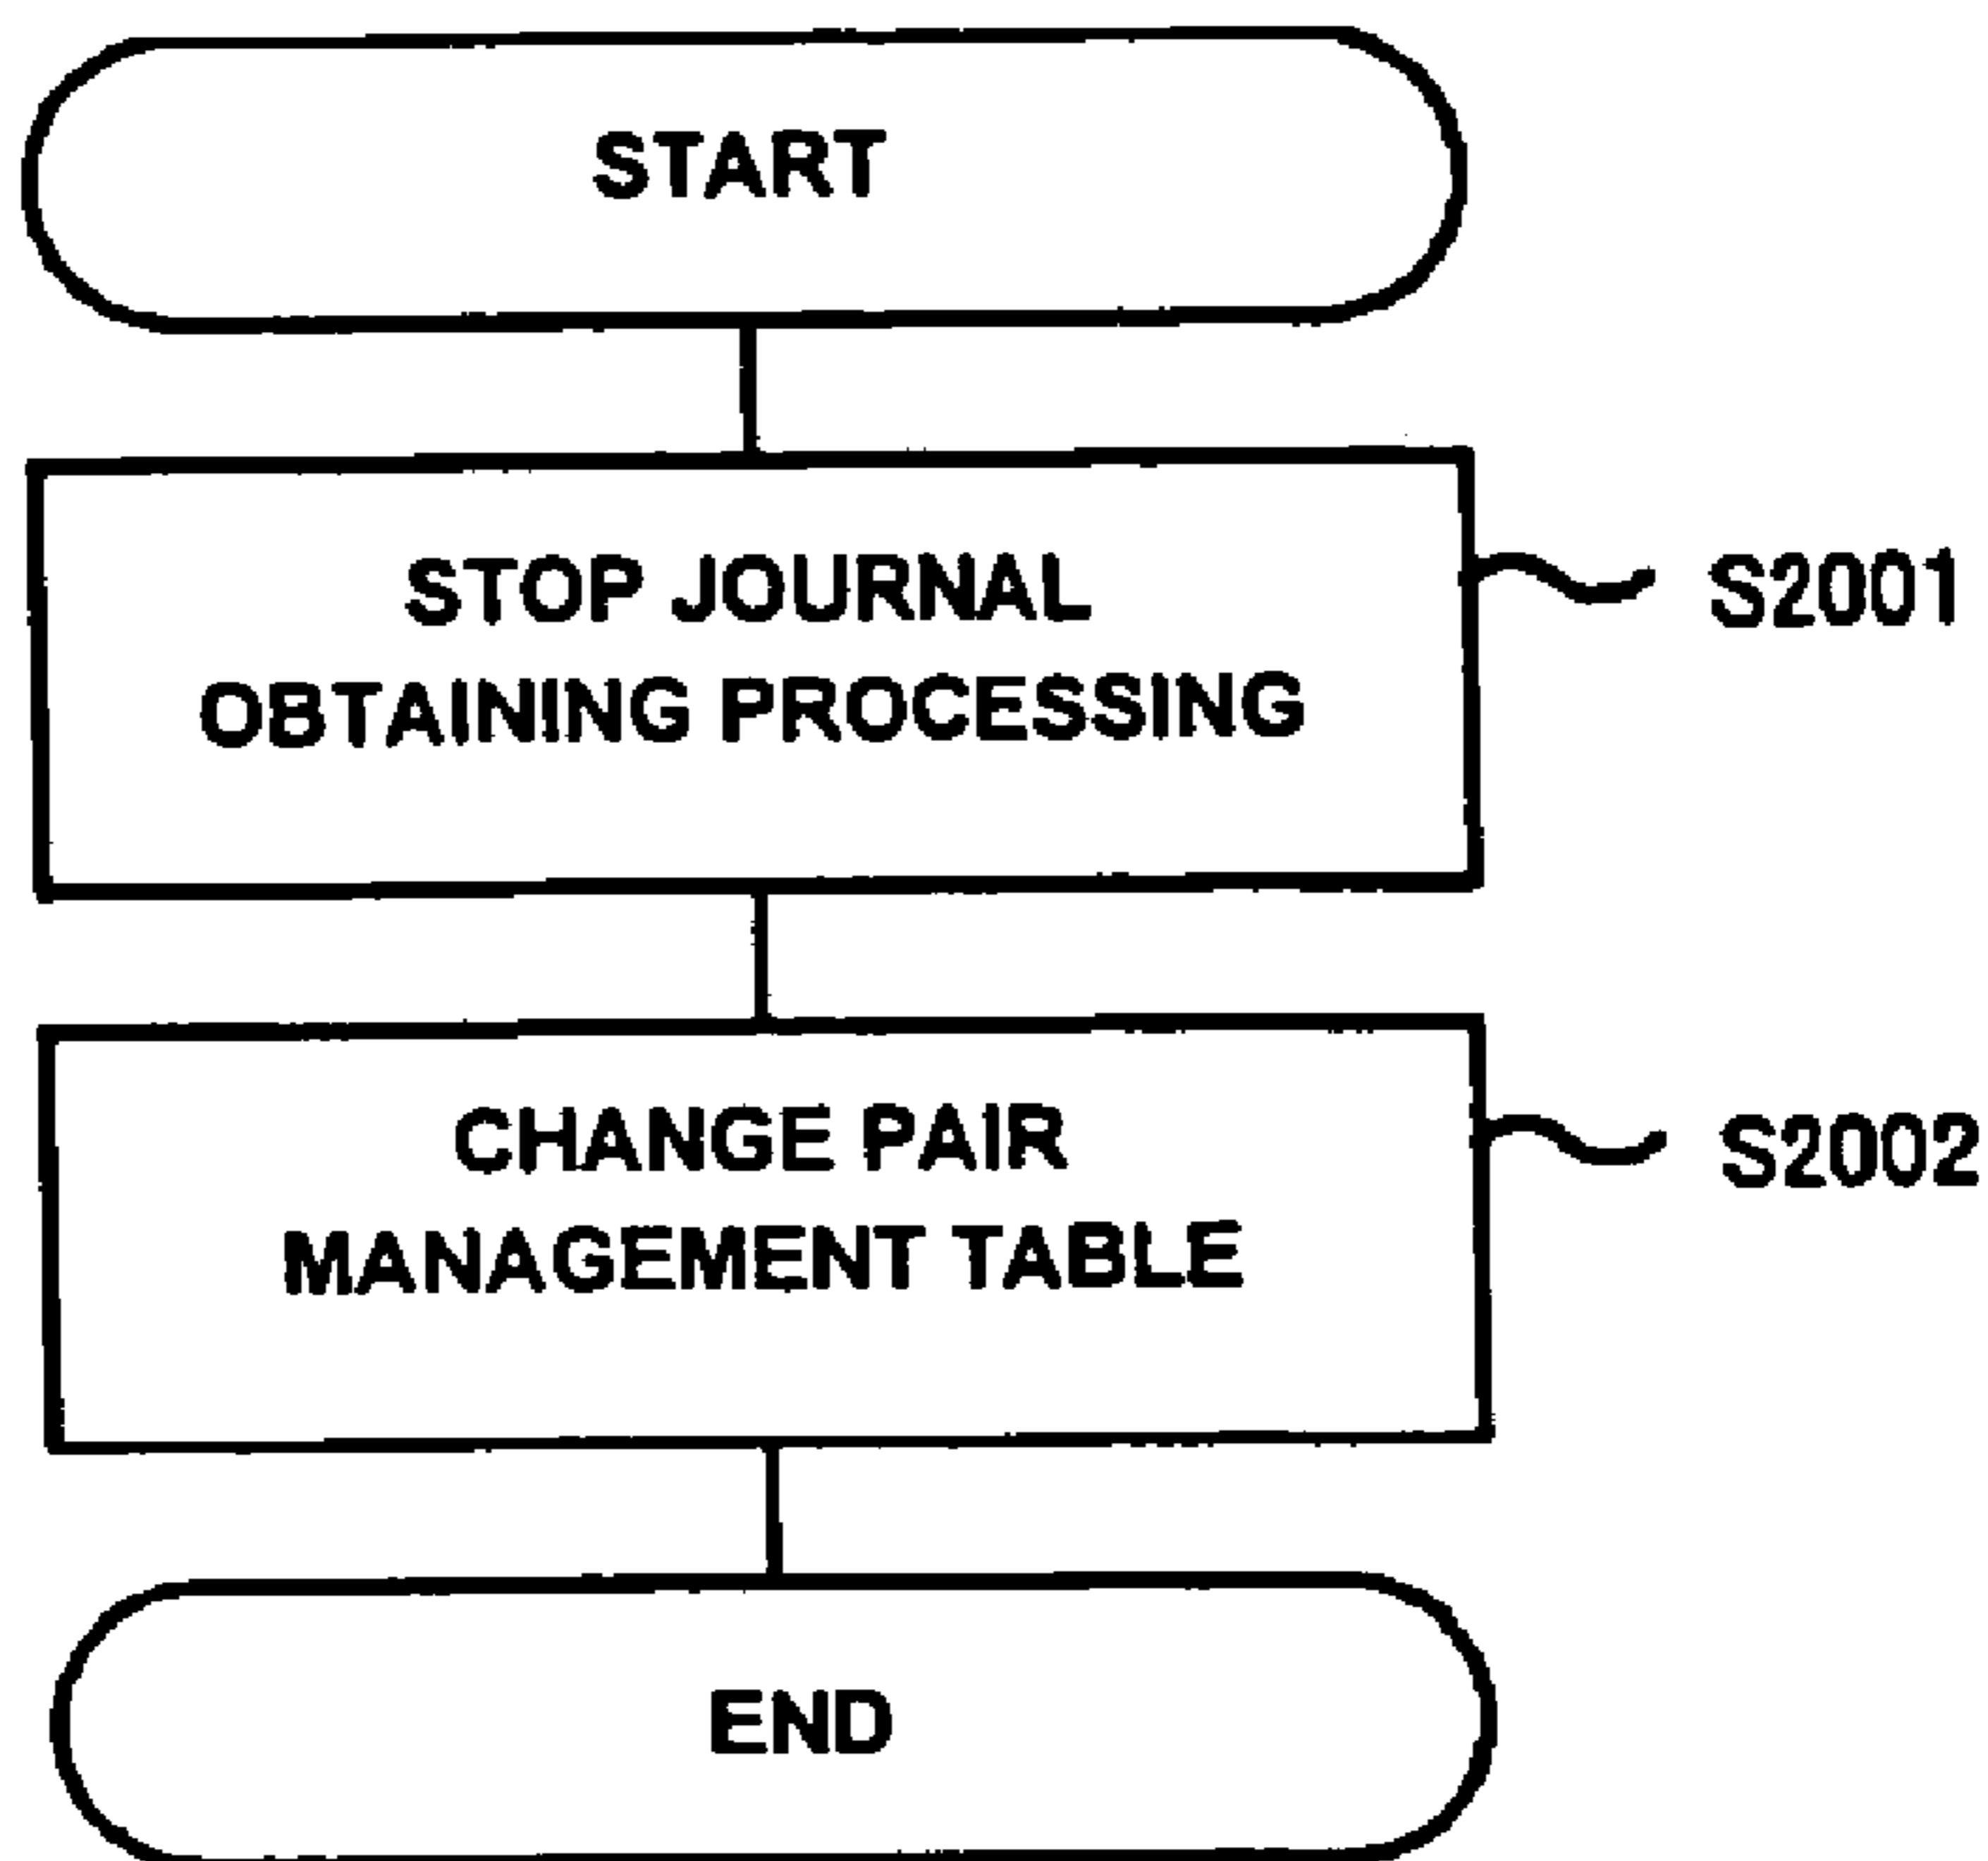 START
STOP JOURNAL
OBTAINING PROCESSING
S2001
CHANGE PAIR
MANAGEMENT TABLE
S2002
END